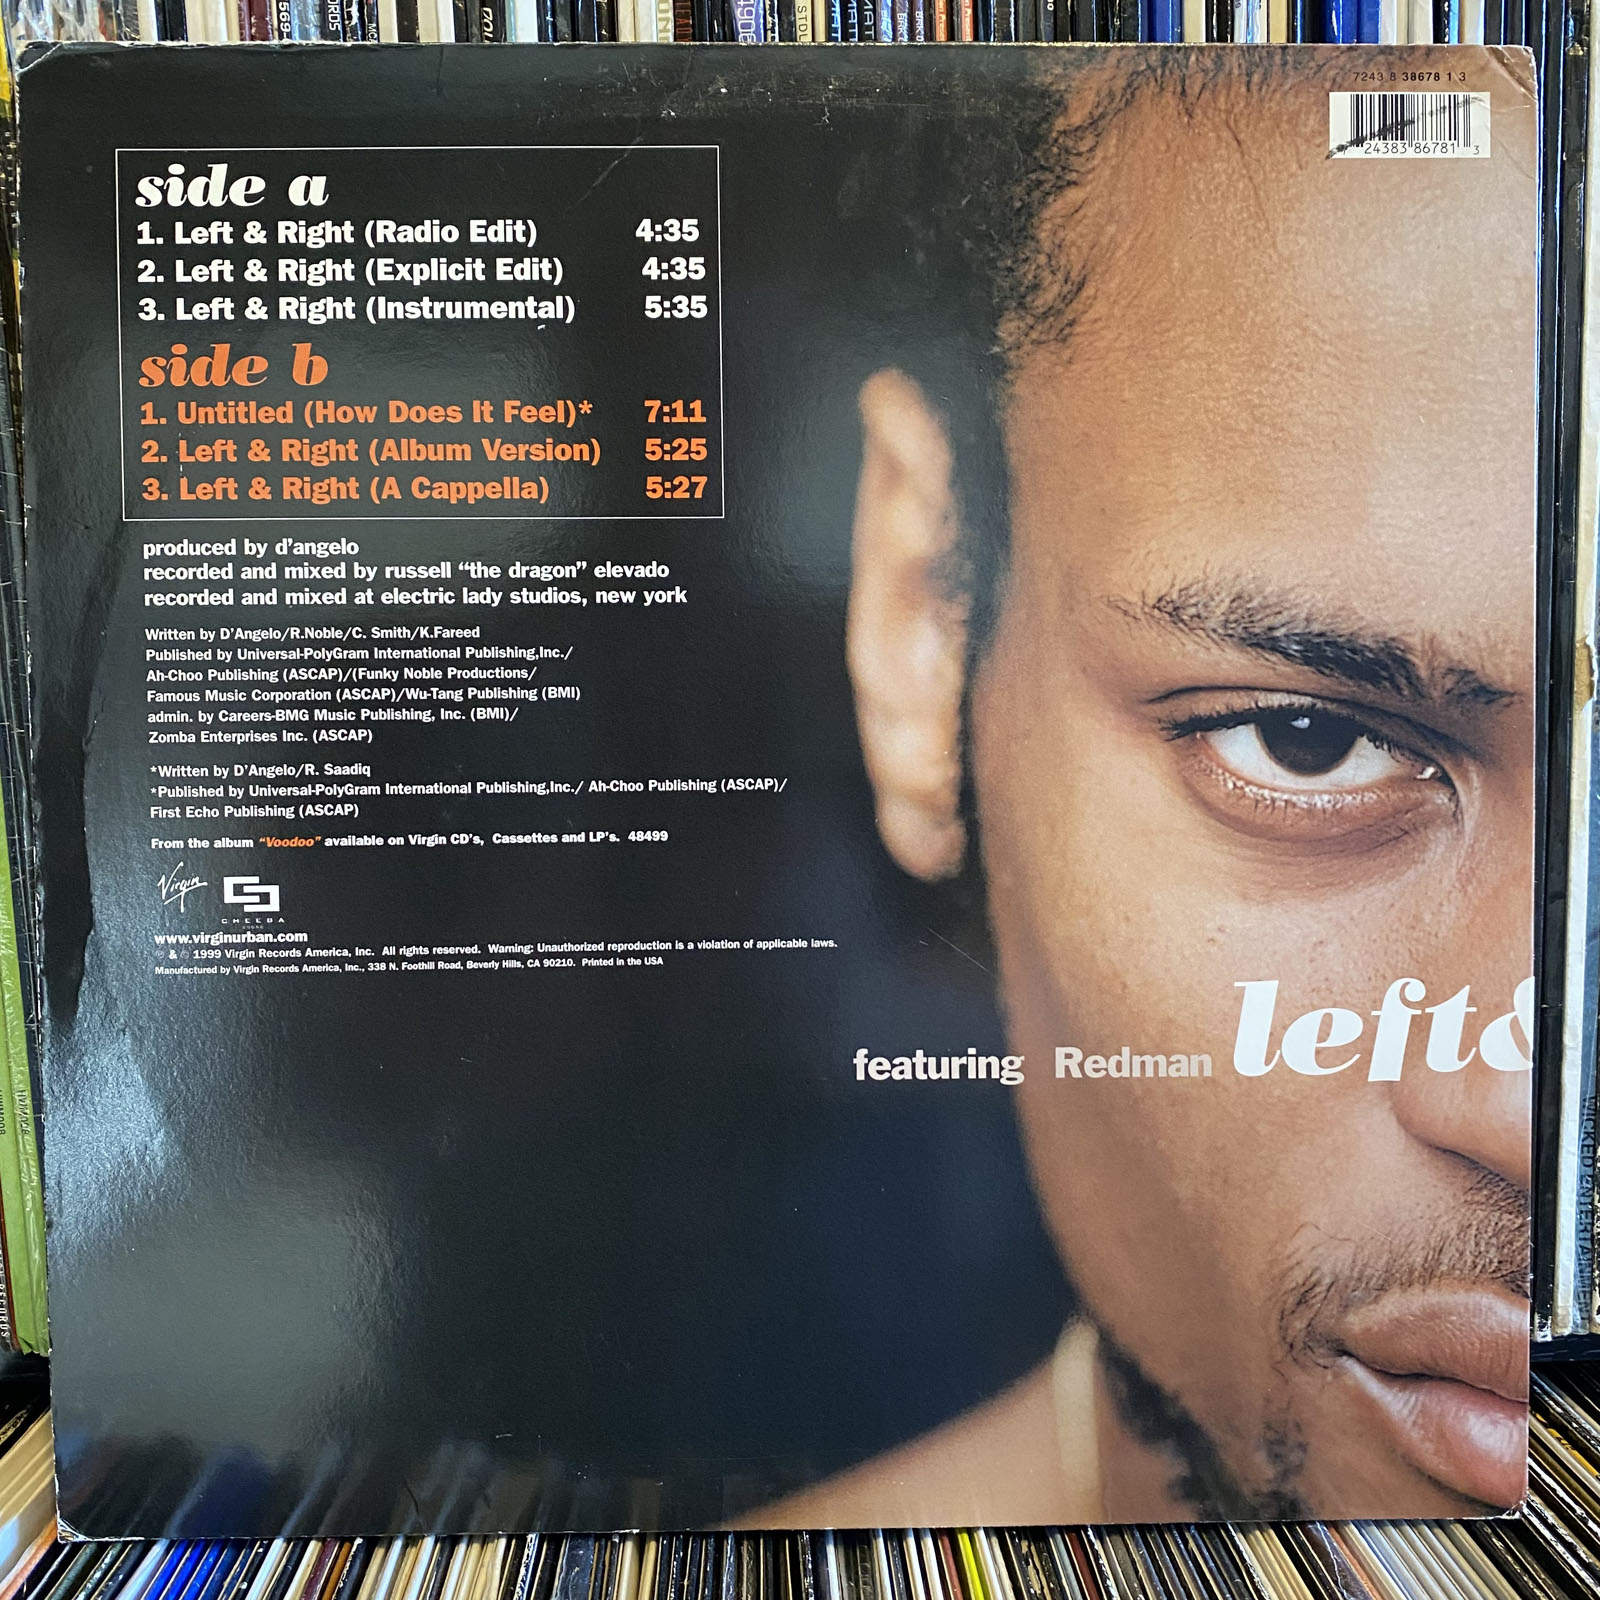 7243 8 38678 1 3
24383 86781 3
side a
1. Left & Right (Radio Edit) 4:35
2. Left & Right (Explicit Edit) 4:35
3. Left & Right (Instrumental) 5:35
side b
1. Untitled (How Does It Feel)* 7:11
2. Left & Right (Album Version) 5:25
3. Left & Right (A Cappella) 5:27
produced by d'angelo
recorded and mixed by russell "the dragon" elevado
recorded and mixed at electric lady studios, new york
Written by D'Angelo/R.Noble/C. Smith/K.Fareed
Published by Universal-PolyGram International Publishing,Inc./
Ah-Choo Publishing (ASCAP)/(Funky Noble Productions/
Famous Music Corporation (ASCAP)/Wu-Tang Publishing (BMI)
admin. by Careers-BMG Music Publishing, Inc. (BMI)/
Zomba Enterprises Inc. (ASCAP)
*Written by D'Angelo/R. Saadiq
*Published by Universal-PolyGram International Publishing,Inc./ Ah-Choo Publishing (ASCAP)/
First Echo Publishing (ASCAP)
From the album "Voodoo" available on Virgin CD's, Cassettes and LP's. 48499
Virgin
CHEEBA
SOUND
www.virginurban.com
℗ & © 1999 Virgin Records America, Inc. All rights reserved. Warning: Unauthorized reproduction is a violation of applicable laws.
Manufactured by Virgin Records America, Inc., 338 N. Foothill Road, Beverly Hills, CA 90210. Printed in the USA
featuring Redman left&
WICKED ENTERTAINMENT